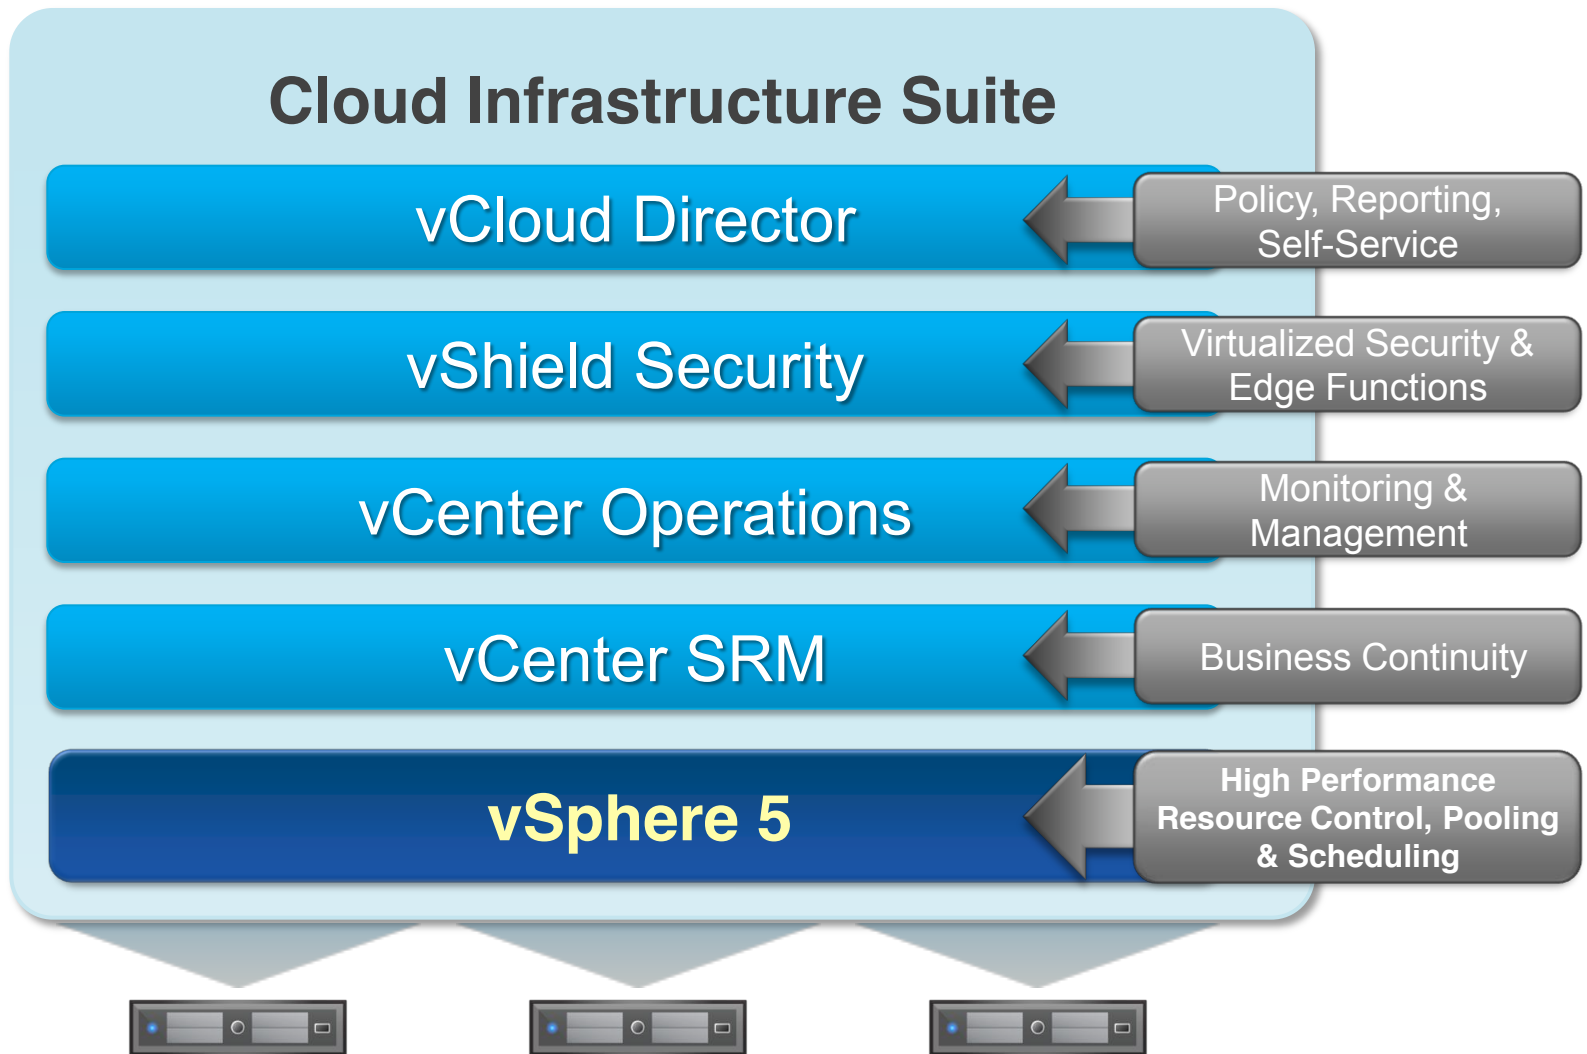 Cloud Infrastructure Suite
vCloud Director
Policy, Reporting,
Self-Service
vShield Security
Virtualized Security &
Edge Functions
vCenter Operations
Monitoring &
Management
vCenter SRM
Business Continuity
vSphere 5
High Performance
Resource Control, Pooling
& Scheduling